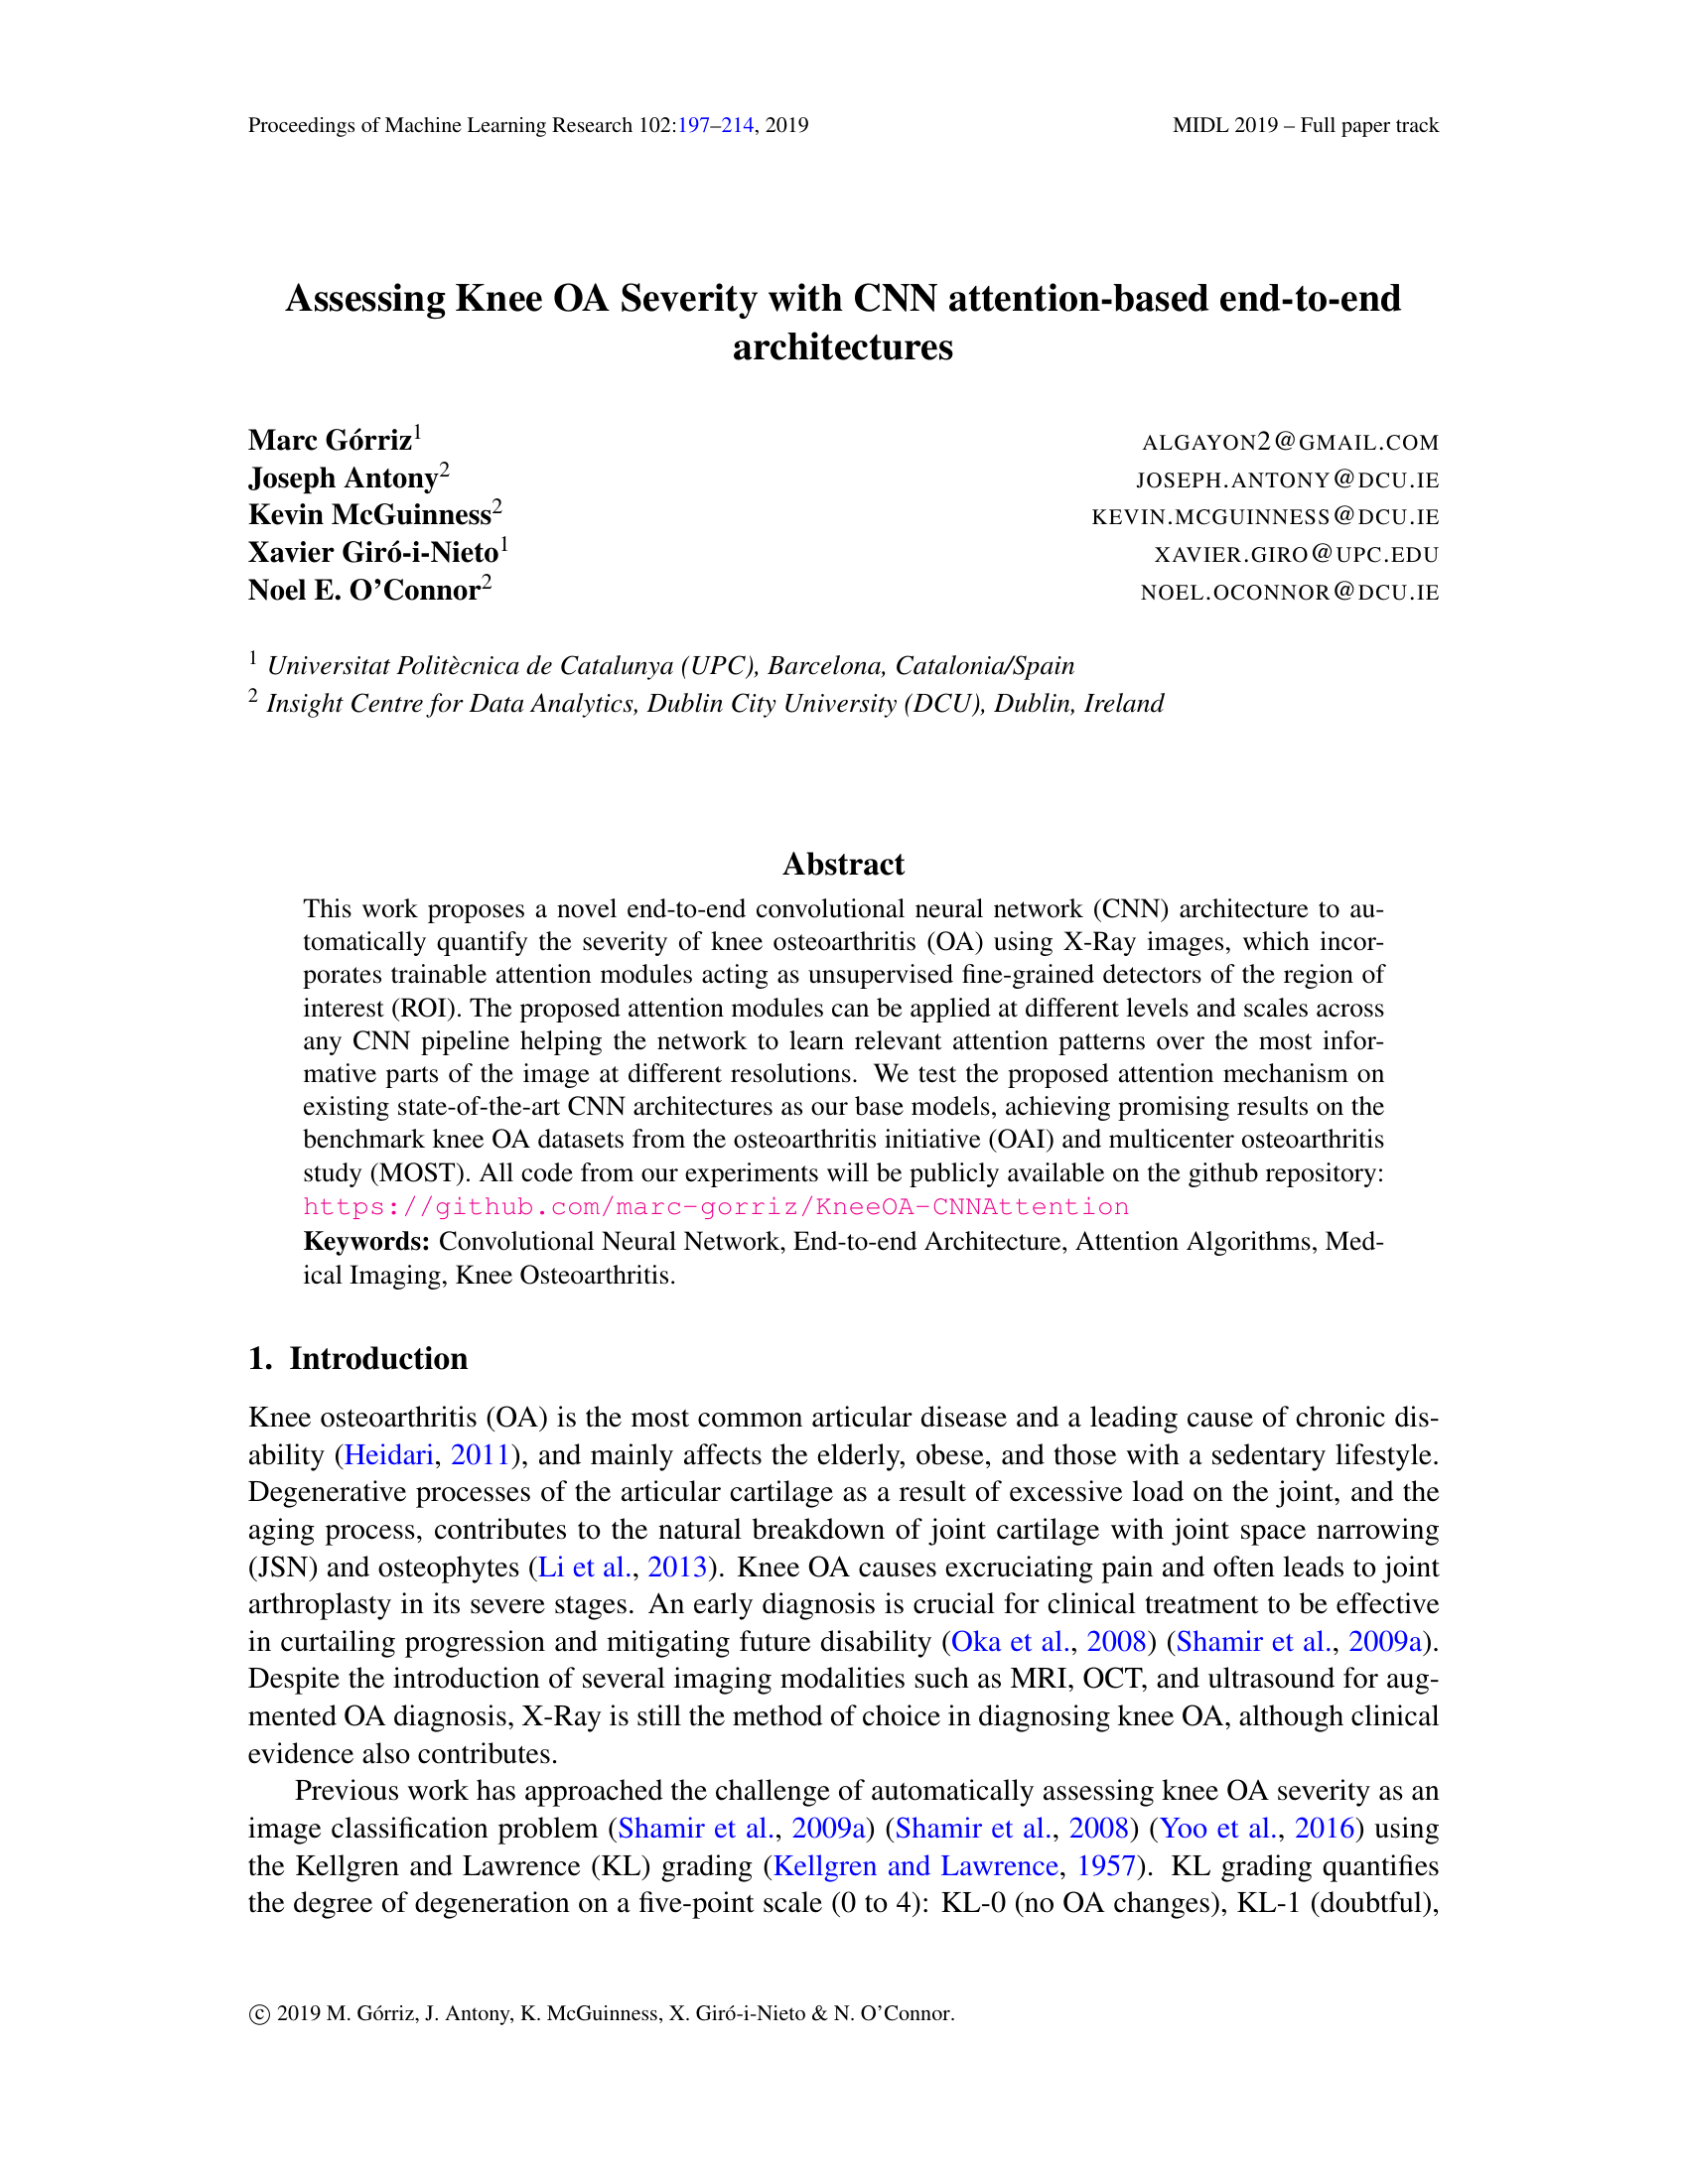 Proceedings of Machine Learning Research 102:197–214, 2019 MIDL 2019 – Full paper track
Assessing Knee OA Severity with CNN attention-based end-to-end
architectures
Marc Górriz1 ALGAYON2@GMAIL.COM
Joseph Antony2 JOSEPH.ANTONY@DCU.IE
Kevin McGuinness2 KEVIN.MCGUINNESS@DCU.IE
Xavier Giró-i-Nieto1 XAVIER.GIRO@UPC.EDU
Noel E. O'Connor2 NOEL.OCONNOR@DCU.IE
1 Universitat Politècnica de Catalunya (UPC), Barcelona, Catalonia/Spain
2 Insight Centre for Data Analytics, Dublin City University (DCU), Dublin, Ireland
Abstract
This work proposes a novel end-to-end convolutional neural network (CNN) architecture to au-
tomatically quantify the severity of knee osteoarthritis (OA) using X-Ray images, which incor-
porates trainable attention modules acting as unsupervised fine-grained detectors of the region of
interest (ROI). The proposed attention modules can be applied at different levels and scales across
any CNN pipeline helping the network to learn relevant attention patterns over the most infor-
mative parts of the image at different resolutions. We test the proposed attention mechanism on
existing state-of-the-art CNN architectures as our base models, achieving promising results on the
benchmark knee OA datasets from the osteoarthritis initiative (OAI) and multicenter osteoarthritis
study (MOST). All code from our experiments will be publicly available on the github repository:
https://github.com/marc-gorriz/KneeOA-CNNAttention
Keywords: Convolutional Neural Network, End-to-end Architecture, Attention Algorithms, Med-
ical Imaging, Knee Osteoarthritis.
1. Introduction
Knee osteoarthritis (OA) is the most common articular disease and a leading cause of chronic dis-
ability (Heidari, 2011), and mainly affects the elderly, obese, and those with a sedentary lifestyle.
Degenerative processes of the articular cartilage as a result of excessive load on the joint, and the
aging process, contributes to the natural breakdown of joint cartilage with joint space narrowing
(JSN) and osteophytes (Li et al., 2013). Knee OA causes excruciating pain and often leads to joint
arthroplasty in its severe stages. An early diagnosis is crucial for clinical treatment to be effective
in curtailing progression and mitigating future disability (Oka et al., 2008) (Shamir et al., 2009a).
Despite the introduction of several imaging modalities such as MRI, OCT, and ultrasound for aug-
mented OA diagnosis, X-Ray is still the method of choice in diagnosing knee OA, although clinical
evidence also contributes.
Previous work has approached the challenge of automatically assessing knee OA severity as an
image classification problem (Shamir et al., 2009a) (Shamir et al., 2008) (Yoo et al., 2016) using
the Kellgren and Lawrence (KL) grading (Kellgren and Lawrence, 1957). KL grading quantifies
the degree of degeneration on a five-point scale (0 to 4): KL-0 (no OA changes), KL-1 (doubtful),
© 2019 M. Górriz, J. Antony, K. McGuinness, X. Giró-i-Nieto & N. O'Connor.